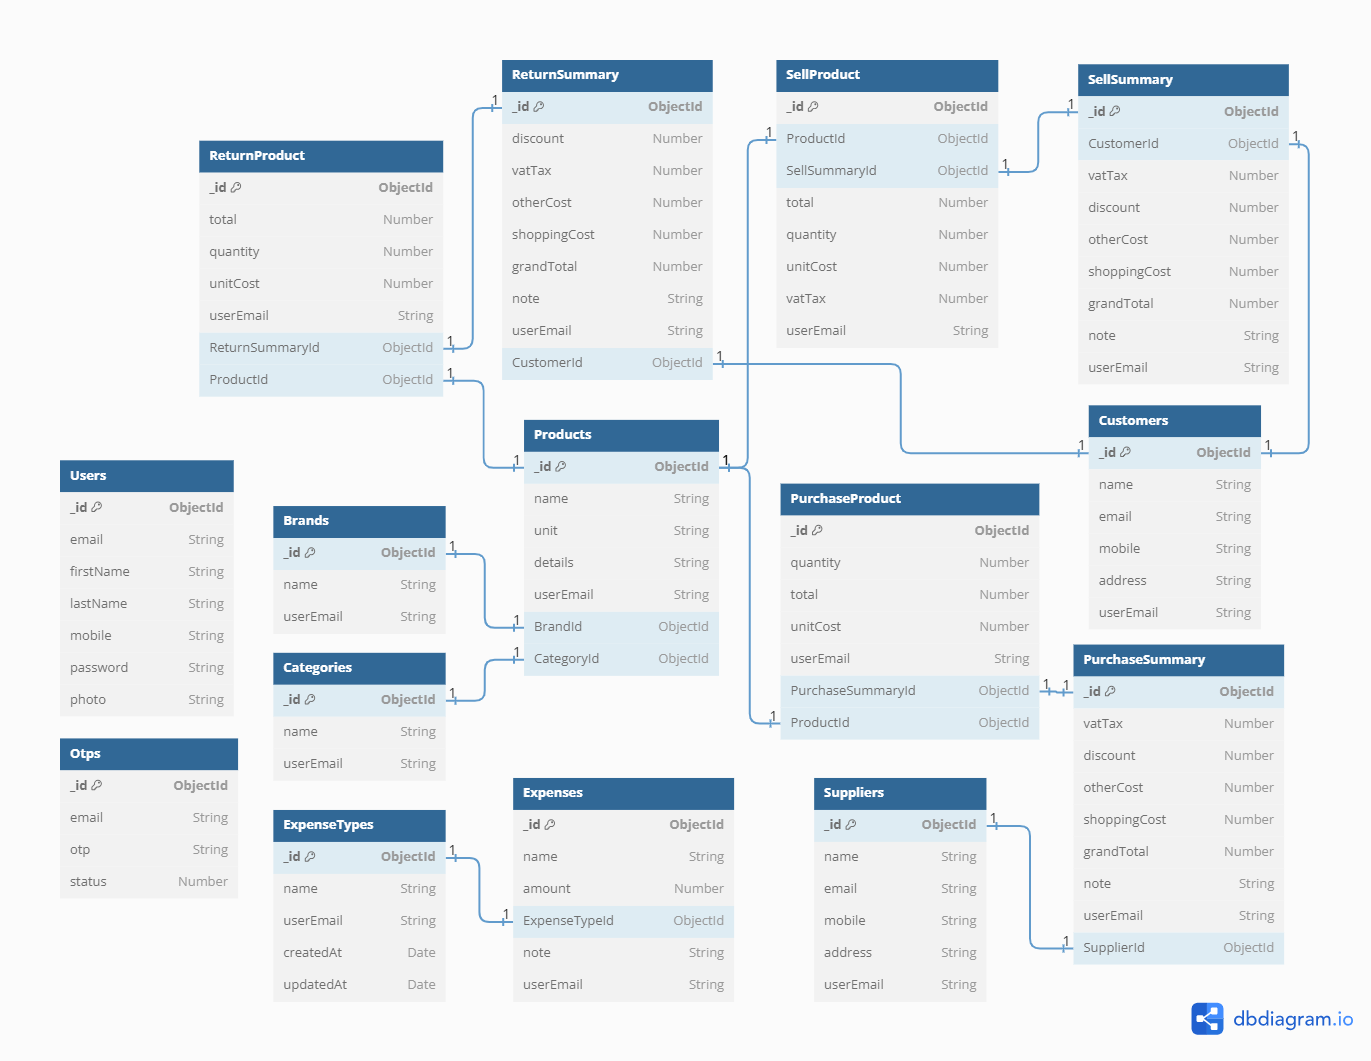 ReturnProduct
_id ObjectId
total Number
quantity Number
unitCost Number
userEmail String
ReturnSummaryId ObjectId 1
ProductId ObjectId 1
ReturnSummary
1 _id ObjectId
discount Number
vatTax Number
otherCost Number
shoppingCost Number
grandTotal Number
note String
userEmail String
CustomerId ObjectId 1
SellProduct
_id ObjectId
1 ProductId ObjectId
SellSummaryId ObjectId 1
total Number
quantity Number
unitCost Number
vatTax Number
userEmail String
SellSummary
1 _id ObjectId
CustomerId ObjectId 1
vatTax Number
discount Number
otherCost Number
shoppingCost Number
grandTotal Number
note String
userEmail String
Products
1 _id ObjectId 1
name String
unit String
details String
userEmail String
1 BrandId ObjectId
1 CategoryId ObjectId
Customers
1 _id ObjectId 1
name String
email String
mobile String
address String
userEmail String
Users
_id ObjectId
email String
firstName String
lastName String
mobile String
password String
photo String
Brands
_id ObjectId 1
name String
userEmail String
Categories
_id ObjectId 1
name String
userEmail String
PurchaseProduct
_id ObjectId
quantity Number
total Number
unitCost Number
userEmail String
PurchaseSummaryId ObjectId 1
1 ProductId ObjectId
PurchaseSummary
1 _id ObjectId
vatTax Number
discount Number
otherCost Number
shoppingCost Number
grandTotal Number
note String
userEmail String
1 SupplierId ObjectId
Otps
_id ObjectId
email String
otp String
status Number
ExpenseTypes
_id ObjectId 1
name String
userEmail String
createdAt Date
updatedAt Date
Expenses
_id ObjectId
name String
amount Number
1 ExpenseTypeId ObjectId
note String
userEmail String
Suppliers
_id ObjectId 1
name String
email String
mobile String
address String
userEmail String
dbdiagram.io